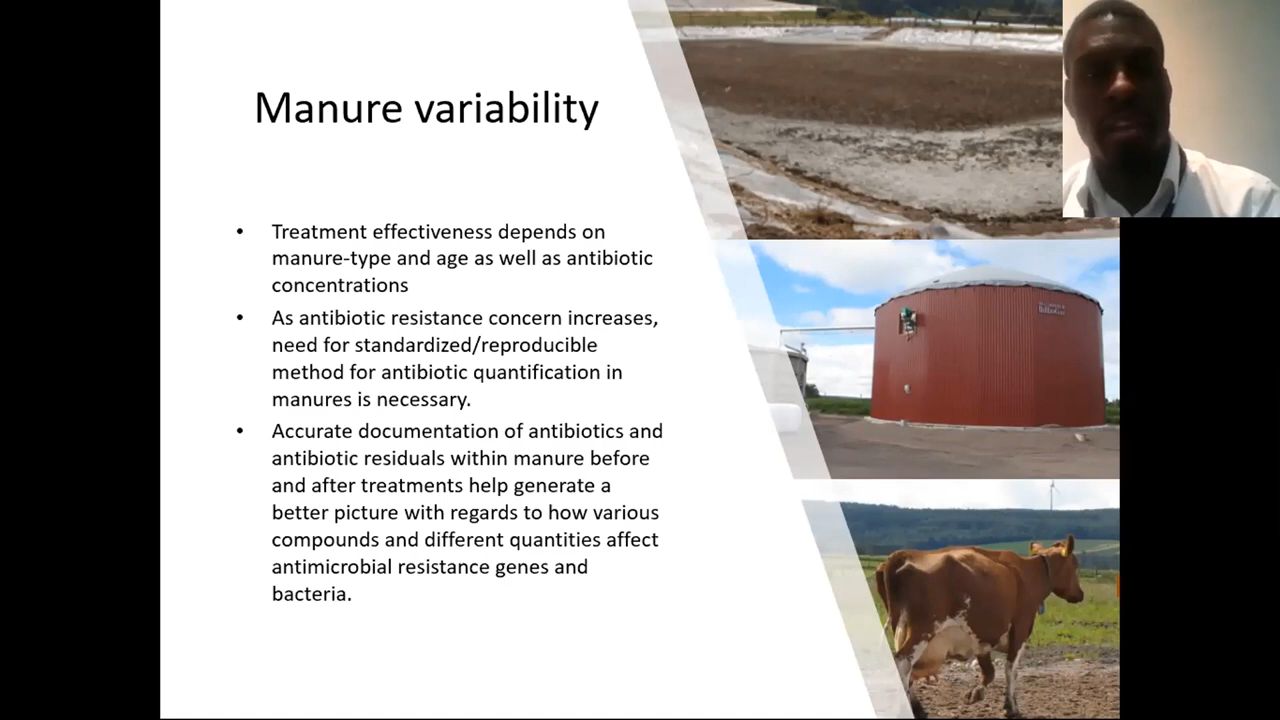 Manure variability
• Treatment effectiveness depends on
manure-type and age as well as antibiotic
concentrations
• As antibiotic resistance concern increases,
need for standardized/reproducible
method for antibiotic quantification in
manures is necessary.
• Accurate documentation of antibiotics and
antibiotic residuals within manure before
and after treatments help generate a
better picture with regards to how various
compounds and different quantities affect
antimicrobial resistance genes and
bacteria.